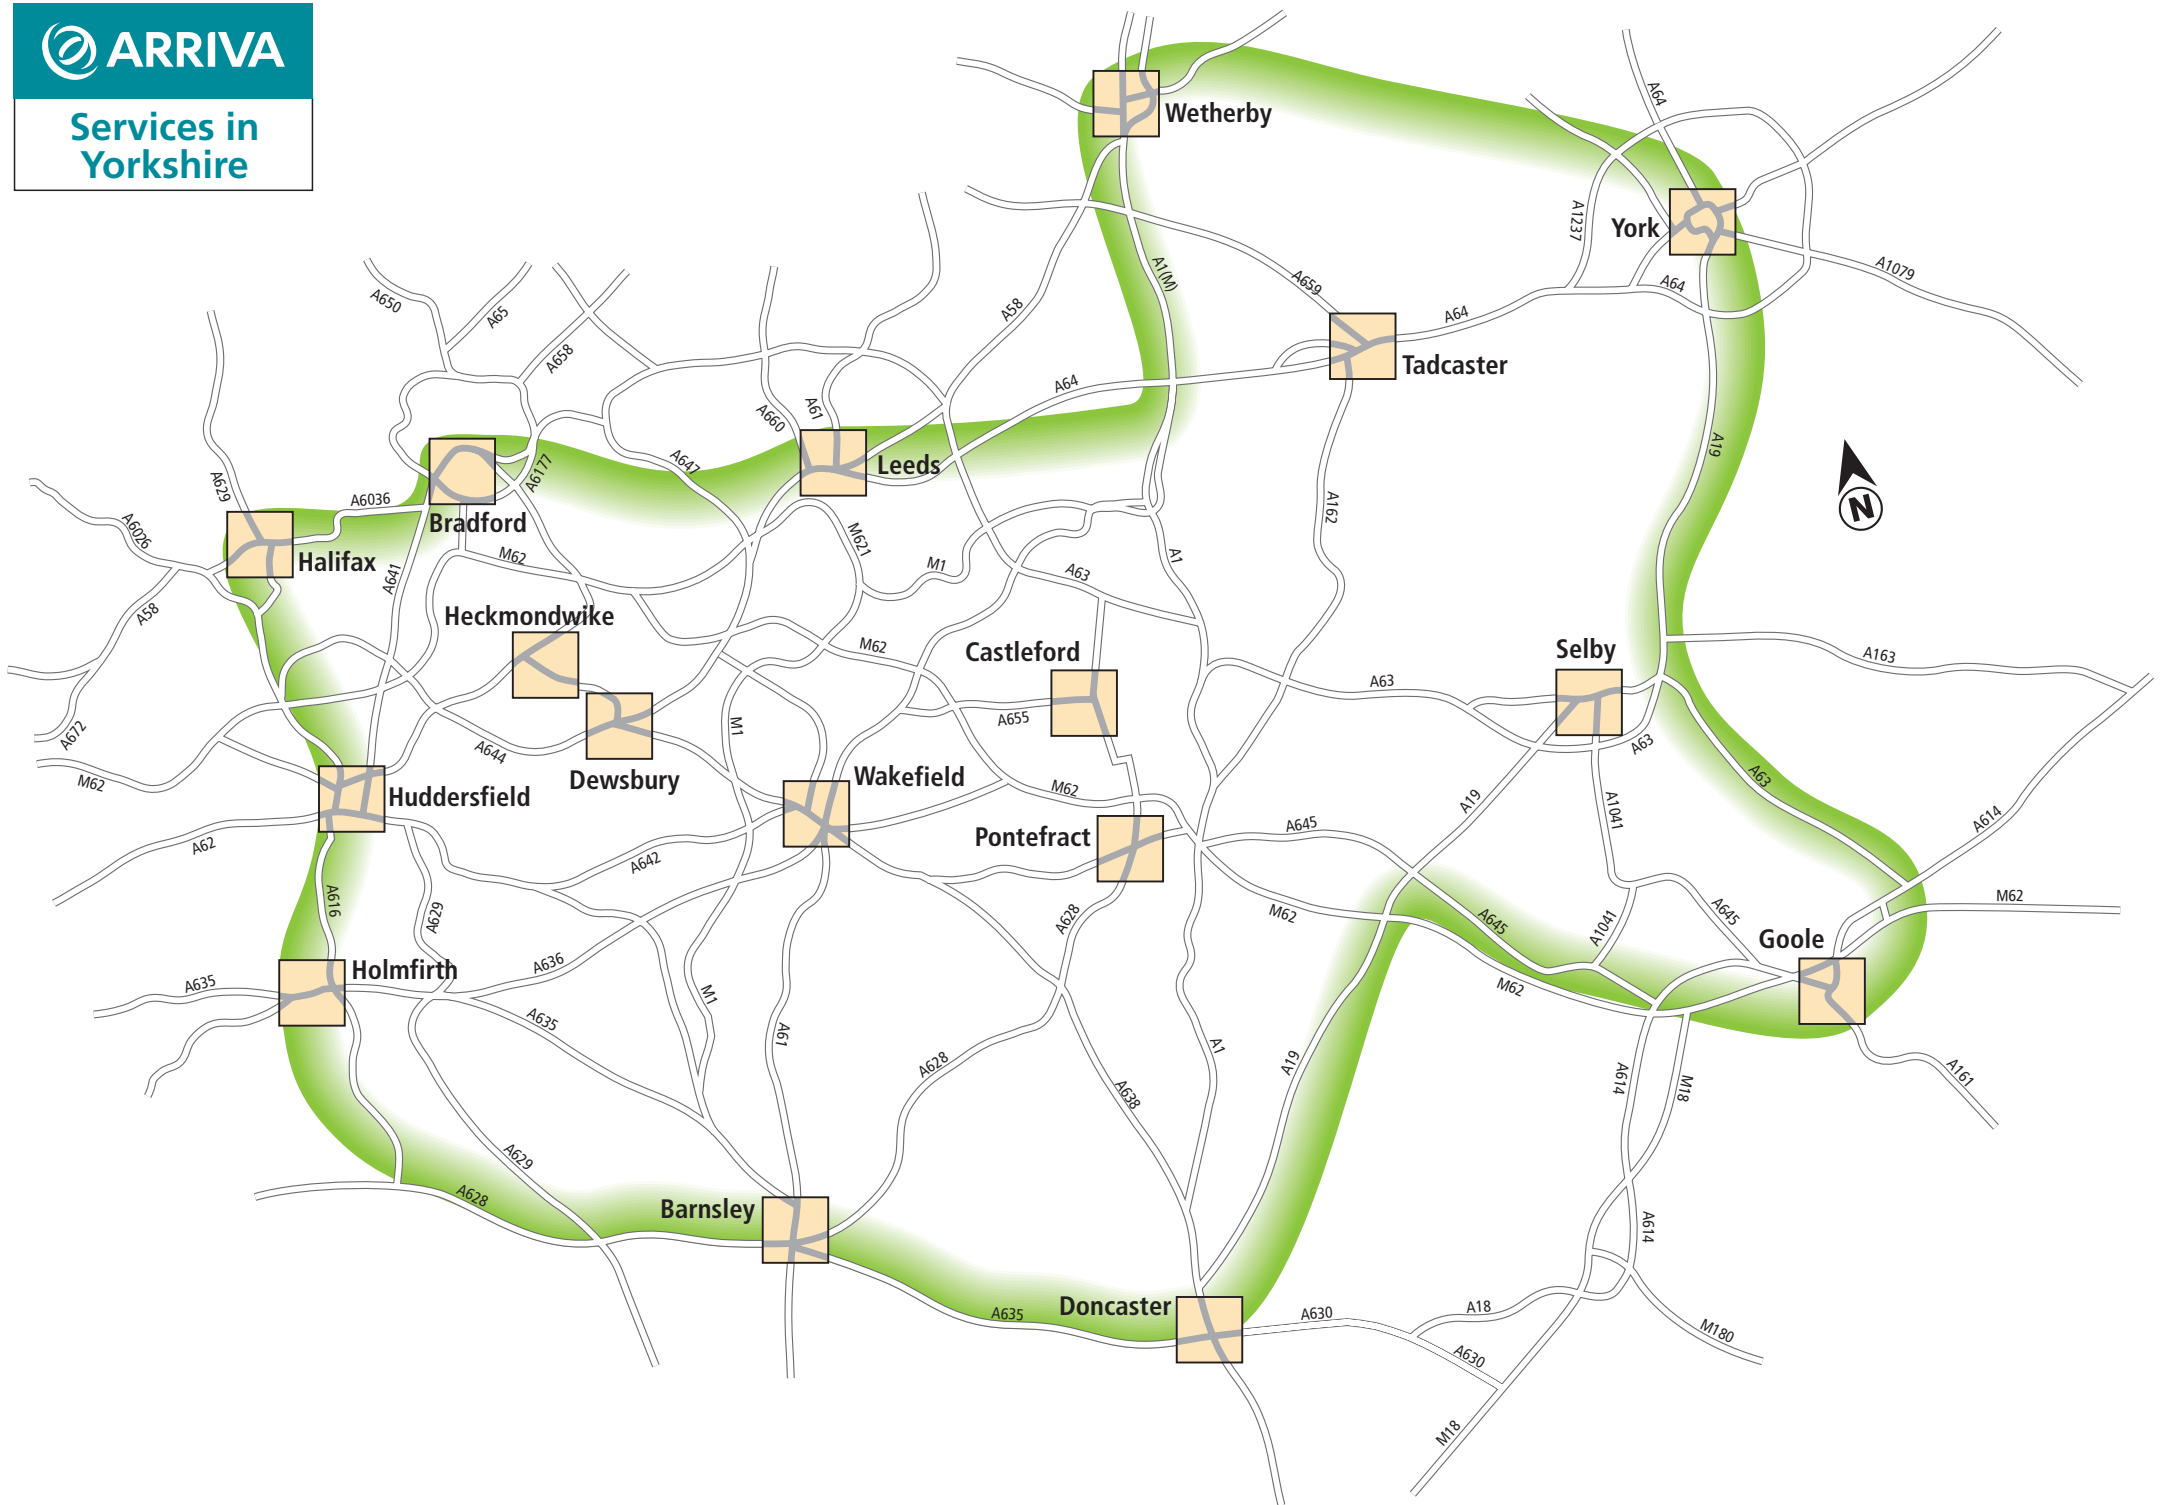 ARRIVA
Services in
Yorkshire
Wetherby
A64
York
A1237
A1079
A64
A659
A1(M)
A650
A65
A58
A658
A64
Tadcaster
A64
A660
A61
A19
A647
Leeds
A6177
A629
A6036
A162
N
A6026
Bradford
M621
Halifax
M62
M1
A1
A63
A641
A58
Heckmondwike
M62
Castleford
Selby
A163
A63
A655
A672
M1
A644
A63
M62
Dewsbury
Wakefield
A63
Huddersfield
M62
A19
A1041
A614
Pontefract
A645
A62
A642
A616
A629
A628
M62
A645
A1041
A645
M62
Goole
Holmfirth
A636
A635
M62
M1
A635
A61
A1
A19
A628
A614
M18
A161
A638
A629
A628
Barnsley
A614
Doncaster
A635
A630
A18
A630
M180
M18